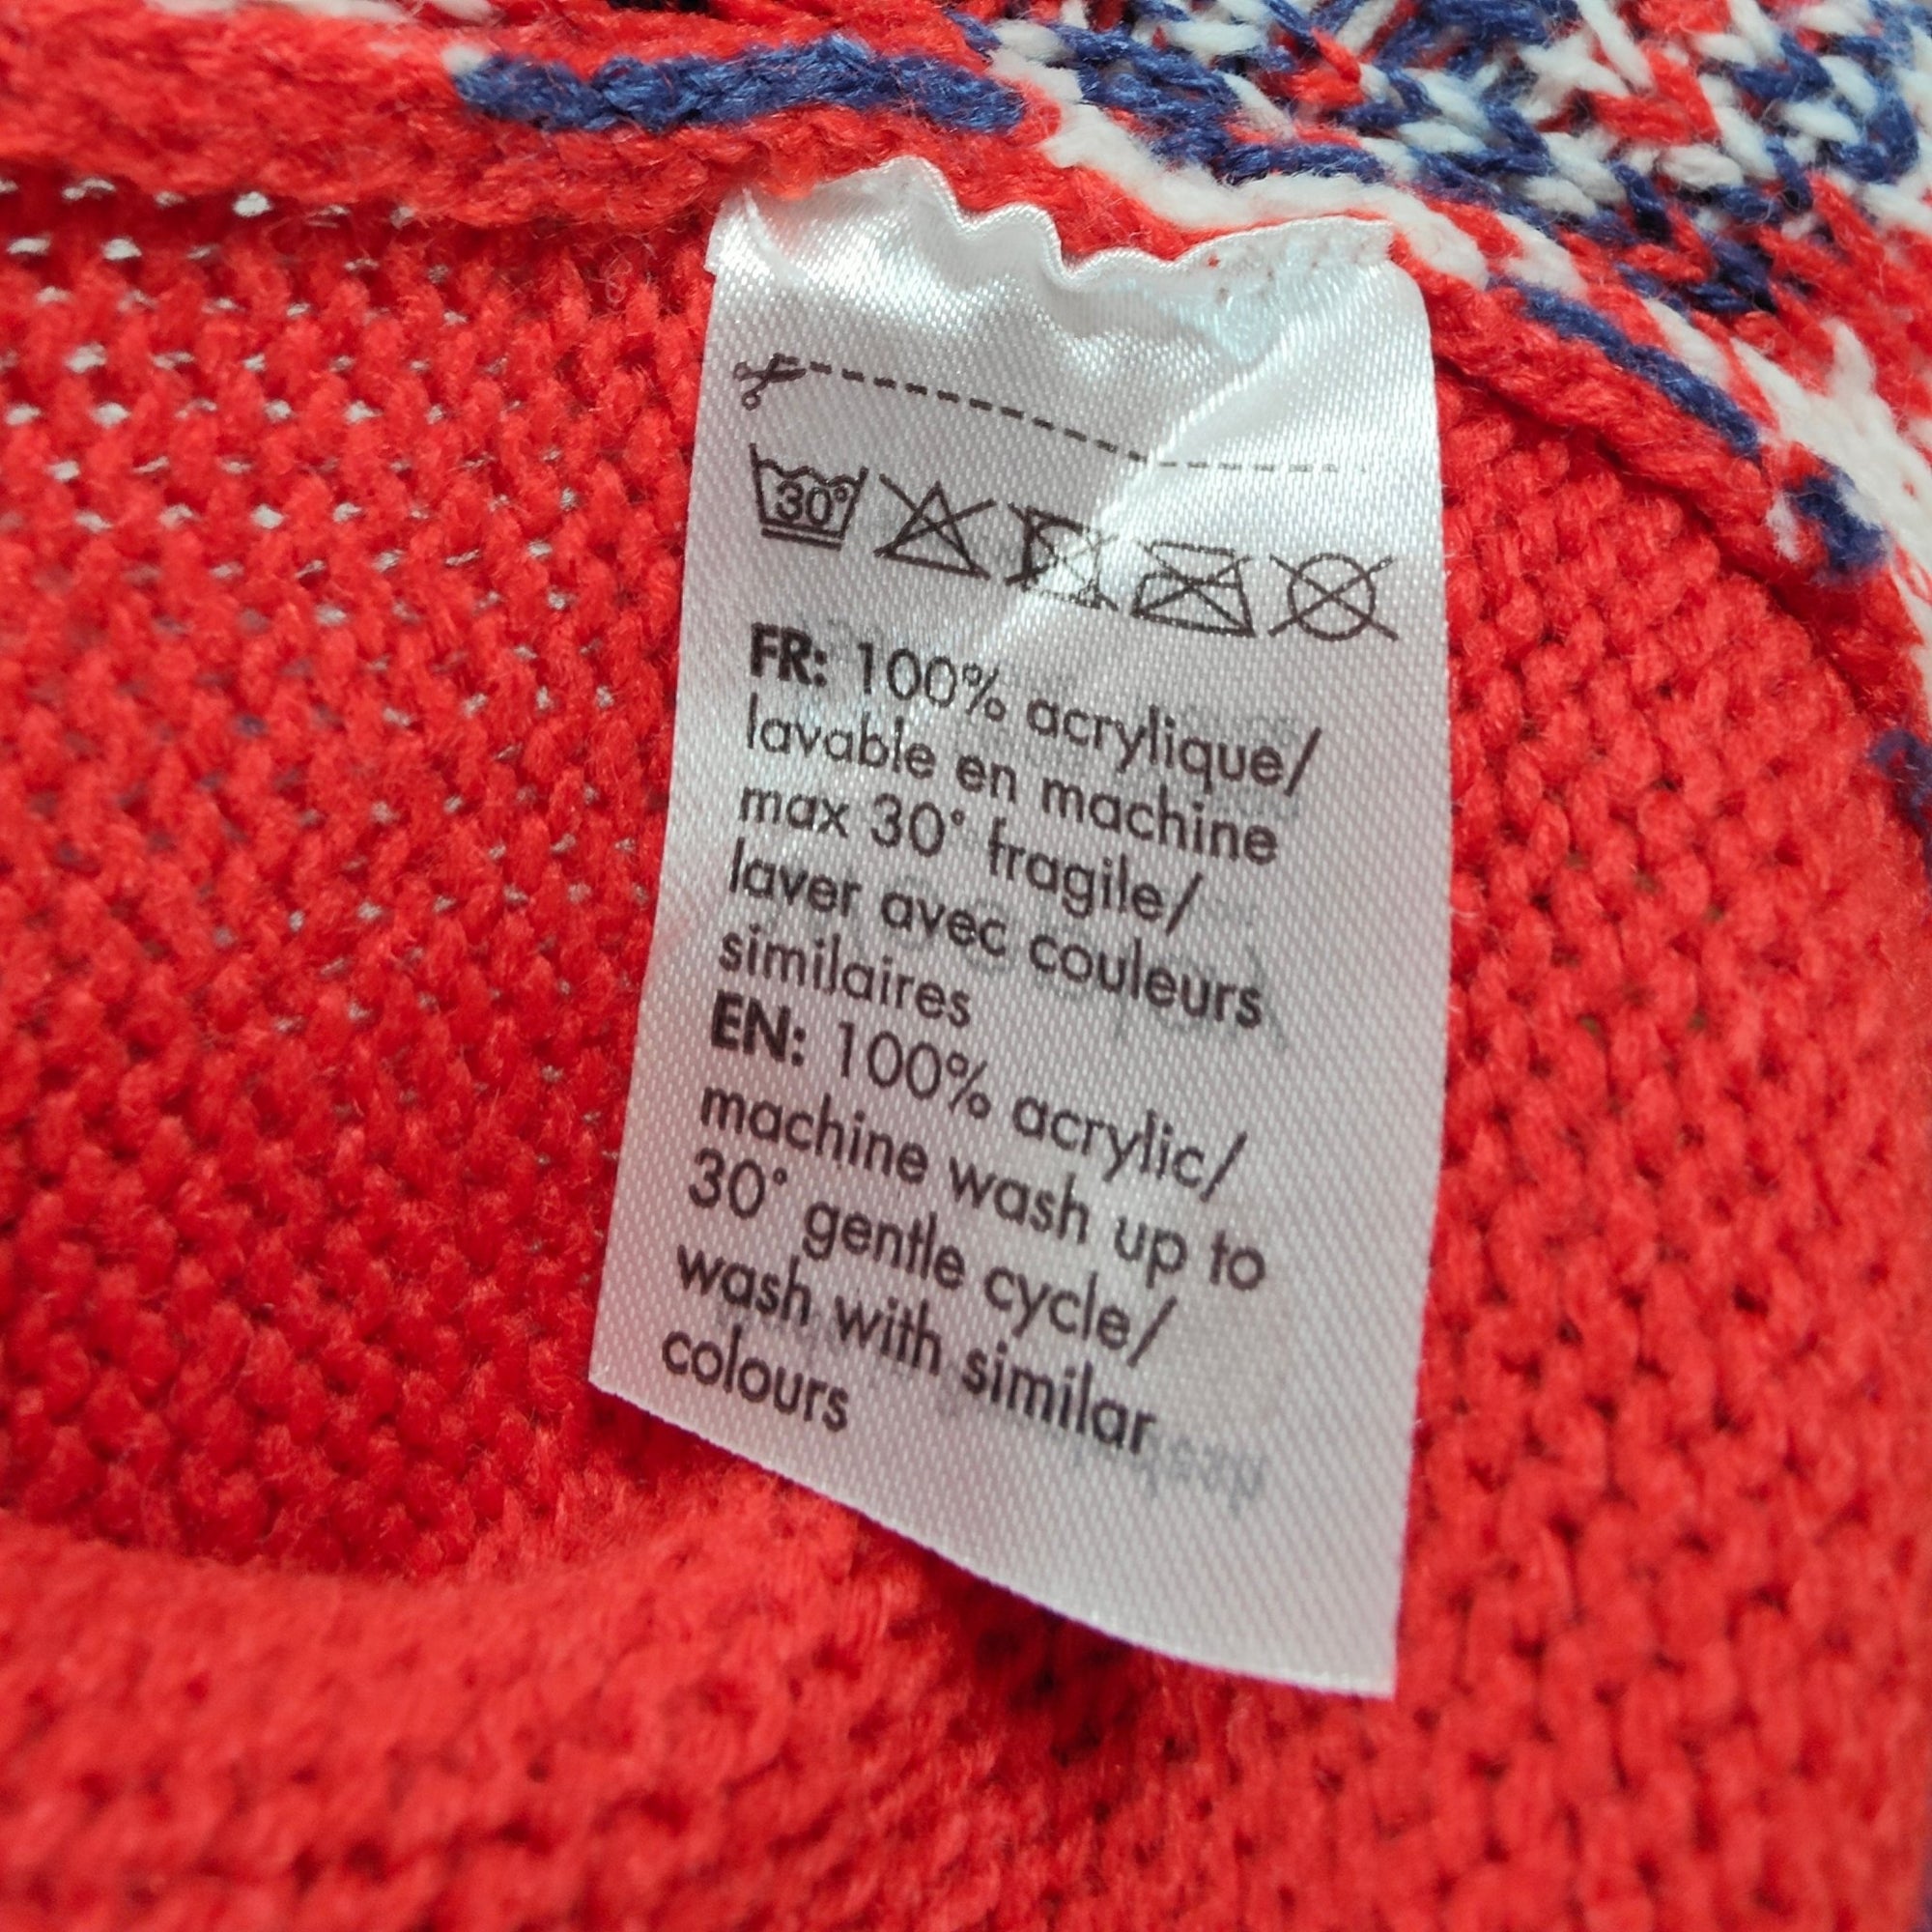 30°
FR: 100% acrylique/
lavable en machine
max 30° fragile/
laver avec couleurs
similaires
EN: 100% acrylic/
machine wash up to
30° gentle cycle/
wash with similar
colours